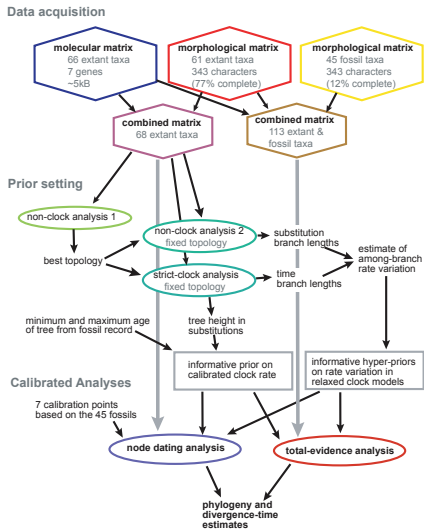 Data acquisition
molecular matrix
66 extant taxa
7 genes
~5kB
morphological matrix
61 extant taxa
343 characters
(77% complete)
morphological matrix
45 fossil taxa
343 characters
(12% complete)
combined matrix
68 extant taxa
combined matrix
113 extant &
fossil taxa
Prior setting
non-clock analysis 1
non-clock analysis 2
fixed topology
substitution
branch lengths
best topology
strict-clock analysis
fixed topology
time
branch lengths
estimate of
among-branch
rate variation
minimum and maximum age
of tree from fossil record
tree height in
substitutions
informative prior on
calibrated clock rate
informative hyper-priors
on rate variation in
relaxed clock models
Calibrated Analyses
7 calibration points
based on the 45 fossils
node dating analysis
total-evidence analysis
phylogeny and
divergence-time
estimates